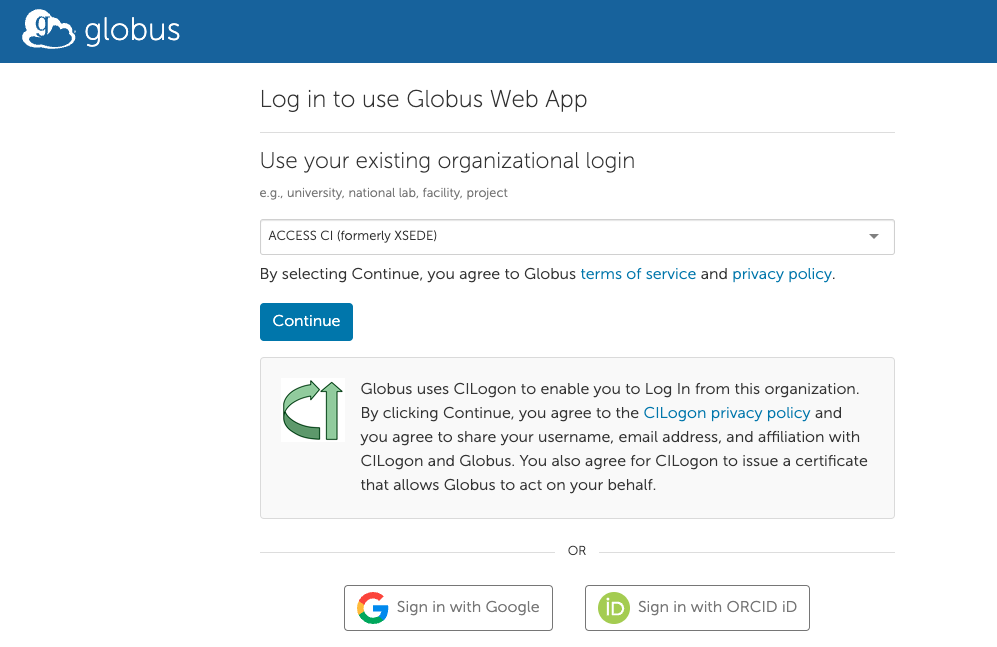 globus
Log in to use Globus Web App
Use your existing organizational login
e.g., university, national lab, facility, project
ACCESS CI (formerly XSEDE)
By selecting Continue, you agree to Globus terms of service and privacy policy.
Continue
Globus uses CILogon to enable you to Log In from this organization.
By clicking Continue, you agree to the CILogon privacy policy and
you agree to share your username, email address, and affiliation with
CILogon and Globus. You also agree for CILogon to issue a certificate
that allows Globus to act on your behalf.
OR
Sign in with Google
iD Sign in with ORCID iD